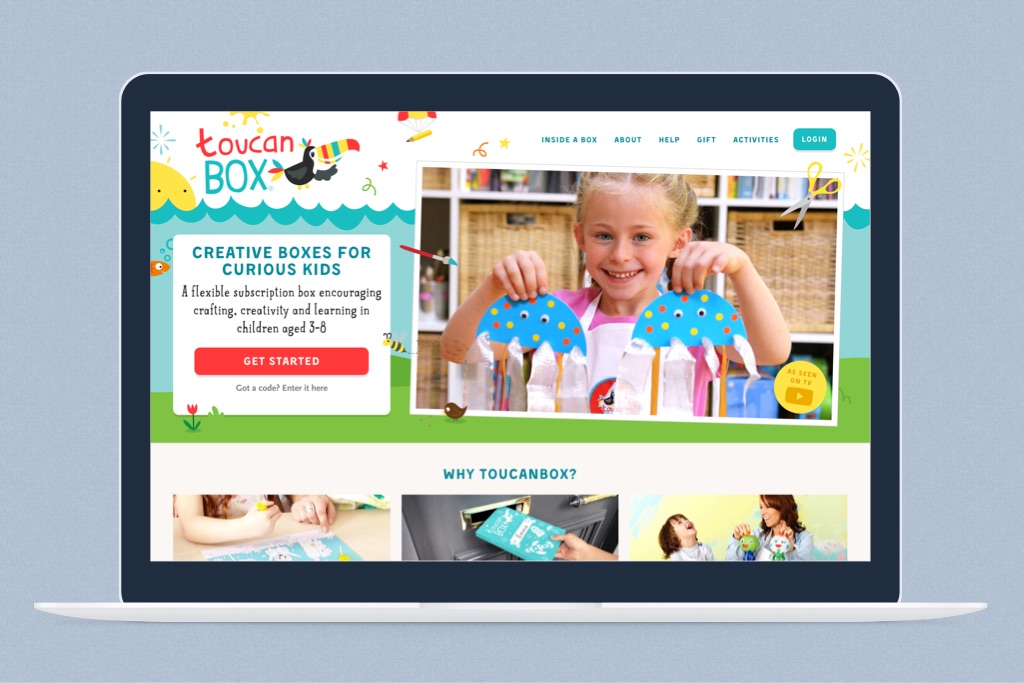 toucan
BOX
INSIDE A BOX ABOUT HELP GIFT ACTIVITIES LOGIN
CREATIVE BOXES FOR
CURIOUS KIDS
A flexible subscription box encouraging
crafting, creativity and learning in
children aged 3-8
GET STARTED
Got a code? Enter it here
AS SEEN
ON TV
WHY TOUCANBOX?
toucan
BOX